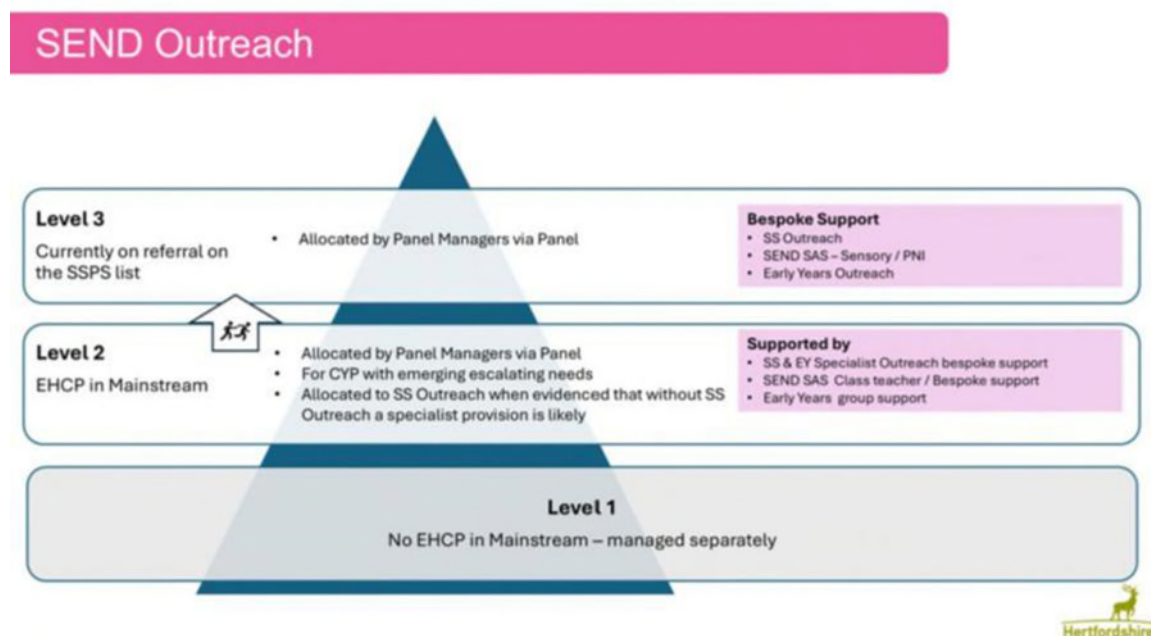 SEND Outreach
Level 3
Currently on referral on
the SSPS list
• Allocated by Panel Managers via Panel
Bespoke Support
• SS Outreach
• SEND SAS – Sensory / PNI
• Early Years Outreach
Level 2
EHCP in Mainstream
• Allocated by Panel Managers via Panel
• For CYP with emerging escalating needs
• Allocated to SS Outreach when evidenced that without SS
Outreach a specialist provision is likely
Supported by
• SS & EY Specialist Outreach bespoke support
• SEND SAS Class teacher / Bespoke support
• Early Years group support
Level 1
No EHCP in Mainstream – managed separately
Hertfordshire